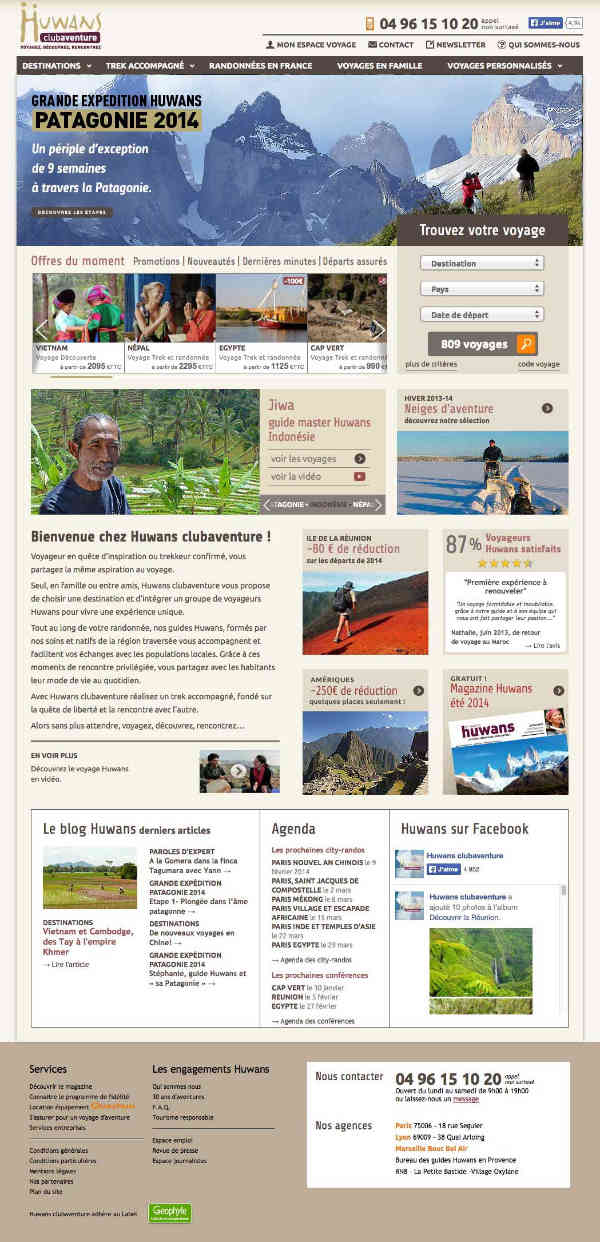 Huwans
clubaventure
VOYAGEZ, DÉCOUVREZ, RENCONTREZ
04 96 15 10 20 appel
non surtaxé
J'aime
MON ESPACE VOYAGE CONTACT NEWSLETTER QUI SOMMES-NOUS
DESTINATIONS TREK ACCOMPAGNÉ RANDONNÉES EN FRANCE VOYAGES EN FAMILLE VOYAGES PERSONNALISÉS
GRANDE EXPEDITION HUWANS
PATAGONIE 2014
Un périple d'exception
de 9 semaines
à travers la Patagonie.
DECOUVREZ LES ETAPES
Trouvez votre voyage
Destination
Pays
Date de départ
809 voyages
plus de critères code voyage
Offres du moment Promotions | Nouveautés | Dernières minutes | Départs assurés
-100€
VIETNAM
Voyage Découverte
à partir de 2095 €TTC
NÉPAL
Voyage Trek et randonnée
à partir de 2295 €TTC
EGYPTE
Voyage Trek et randonnée
à partir de 1125 €TTC
CAP VERT
Voyage Trek et randonnée
à partir de 990 €
Jiwa
guide master Huwans
Indonésie
voir les voyages
voir la vidéo
TAGONIE - INDONÉSIE - NÉPA
HIVER 2013-14
Neiges d'aventure
découvrez notre sélection
Bienvenue chez Huwans clubaventure !
Voyageur en quête d'inspiration ou trekkeur confirmé, vous
partagez la même aspiration au voyage.
Seul, en famille ou entre amis, Huwans clubaventure vous propose
de choisir une destination et d'intégrer un groupe de voyageurs
Huwans pour vivre une expérience unique.
Tout au long de votre randonnée, nos guides Huwans, formés par
nos soins et natifs de la région traversée vous accompagnent et
facilitent vos échanges avec les populations locales. Grâce à ces
moments de rencontre privilégiée, vous partagez avec les habitants
leur mode de vie au quotidien.
Avec Huwans clubaventure réalisez un trek accompagné, fondé sur
la quête de liberté et la rencontre avec l'autre.
Alors sans plus attendre, voyagez, découvrez, rencontrez...
EN VOIR PLUS
Découvrez le voyage Huwans
en vidéo.
ILE DE LA RÉUNION
-80 € de réduction
sur les départs de 2014
87% Voyageurs
Huwans satisfaits
"Première expérience à
renouveler"
"Un voyage formidable et inoubliable,
grâce à notre guide et à son équipe qui
nous ont fait partager leur passion..."
Nathalie, juin 2013, de retour
de voyage au Maroc
→ Lire l'avis
AMÉRIQUES
-250€ de réduction
quelques places seulement !
GRATUIT !
Magazine Huwans
été 2014
huwans
Le blog Huwans derniers articles
DESTINATIONS
Vietnam et Cambodge,
des Tay à l'empire
Khmer
→ Lire l'article
PAROLES D'EXPERT
A la Gomera dans la finca
Tagumara avec Yann →
GRANDE EXPÉDITION
PATAGONIE 2014
Etape 1- Plongée dans l'âme
patagonne →
DESTINATIONS
De nouveaux voyages en
Chine! →
GRANDE EXPÉDITION
PATAGONIE 2014
Stéphanie, guide Huwans et
« sa Patagonie » →
Agenda
Les prochaines city-randos
PARIS NOUVEL AN CHINOIS le 9
février 2014
PARIS, SAINT JACQUES DE
COMPOSTELLE le 2 mars
PARIS MÉKONG le 8 mars
PARIS VILLAGE ET ESCAPADE
AFRICAINE le 15 mars
PARIS INDE ET TEMPLES D'ASIE
le 22 mars
PARIS EGYPTE le 29 mars
→ Agenda des city-randos
Les prochaines conférences
CAP VERT le 10 janvier
REUNION le 5 février
EGYPTE le 27 février
→ Agenda des conférences
Huwans sur Facebook
Huwans clubaventure
J'aime 4 952
Huwans clubaventure a
ajouté 10 photos à l'album
Découvrir la Réunion.
Services
Découvrir le magazine
Connaitre le programme de fidélité
Location équipement
S'assurer pour un voyage d'aventure
Services entreprises
Conditions générales
Conditions particulières
Mentions légales
Nos partenaires
Plan du site
Les engagements Huwans
Qui sommes-nous
30 ans d'aventures
F.A.Q.
Tourisme responsable
Espace emploi
Revue de presse
Espace journalistes
Nous contacter 04 96 15 10 20 appel
non surtaxé
Ouvert du lundi au samedi de 9h00 à 19h00
ou laissez-nous un message
Nos agences
Paris 75005 - 18 rue Séguier
Lyon 69009 - 38 Quai Arloing
Marseille Bouc Bel Air
Bureau des guides Huwans en Provence
RN8 - La Petite Bastide -Village Oxylane
Huwans clubaventure adhère au Label
Geophyle